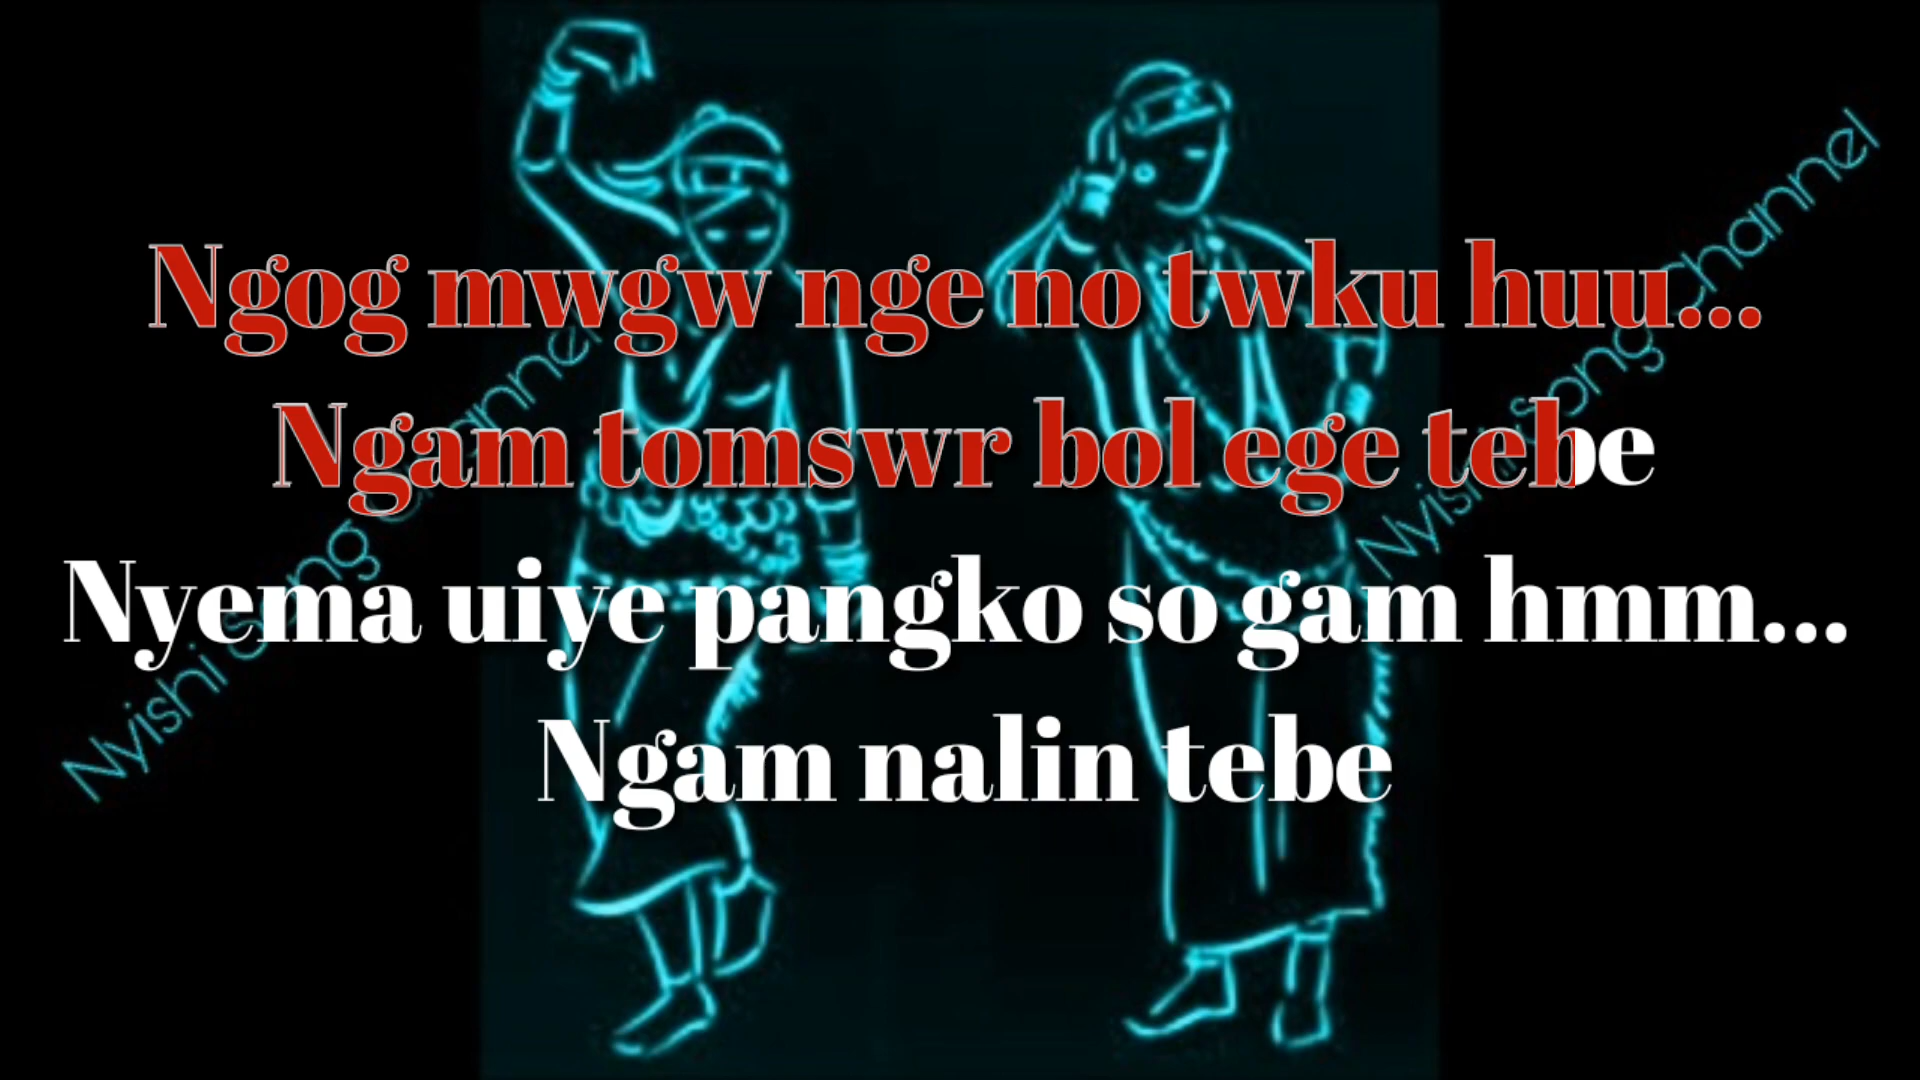 Ngog mwgw nge no twku huu...
Ngam tomswr bol ege tebe
Nyema uiye pangko so gam hmm...
Ngam nalin tebe
Nyishi Song Channel
Nyishi Song Channel